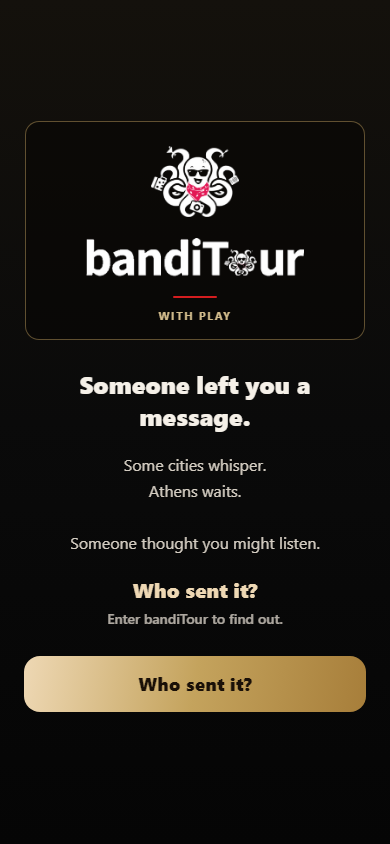 bandiTour
WITH PLAY
Someone left you a
message.
Some cities whisper.
Athens waits.
Someone thought you might listen.
Who sent it?
Enter bandiTour to find out.
Who sent it?